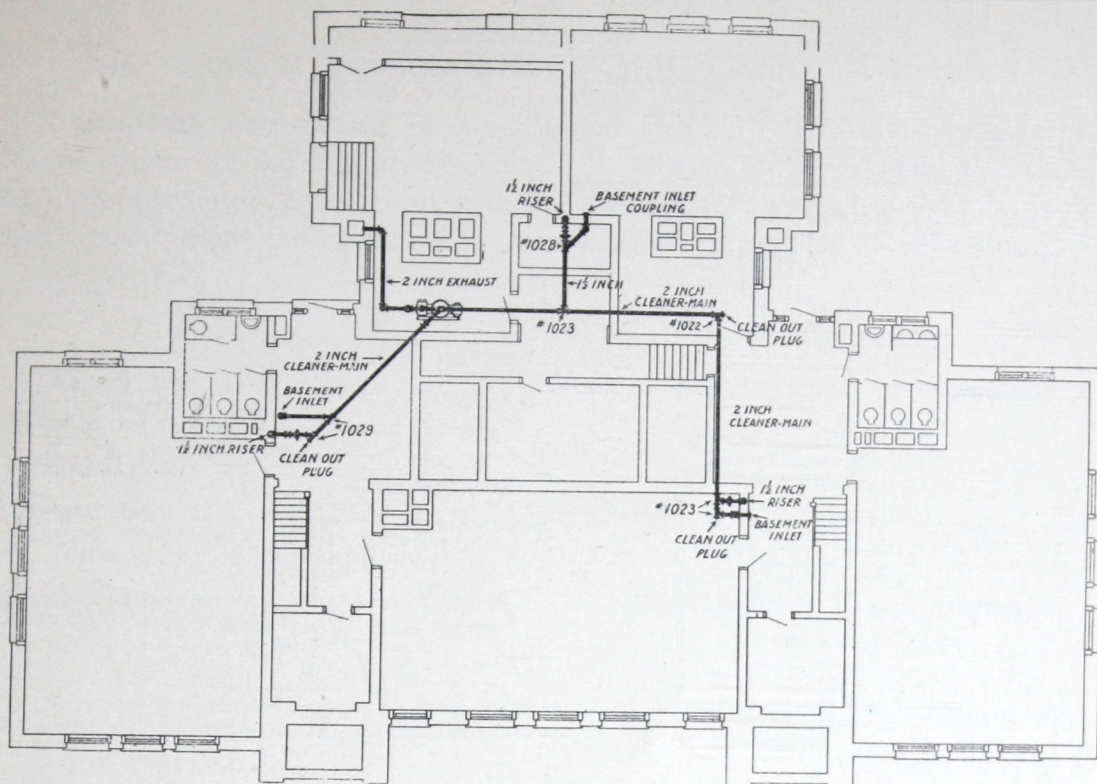 1½ INCH
RISER
BASEMENT INLET
COUPLING
#1028
2 INCH EXHAUST
1½ INCH
2 INCH
CLEANER-MAIN
#1023
#1022
CLEAN OUT
PLUG
2 INCH
CLEANER-MAIN
BASEMENT
INLET
#1029
1½ INCH RISER
CLEAN OUT
PLUG
2 INCH
CLEANER-MAIN
1½ INCH
RISER
#1023
BASEMENT
INLET
CLEAN OUT
PLUG